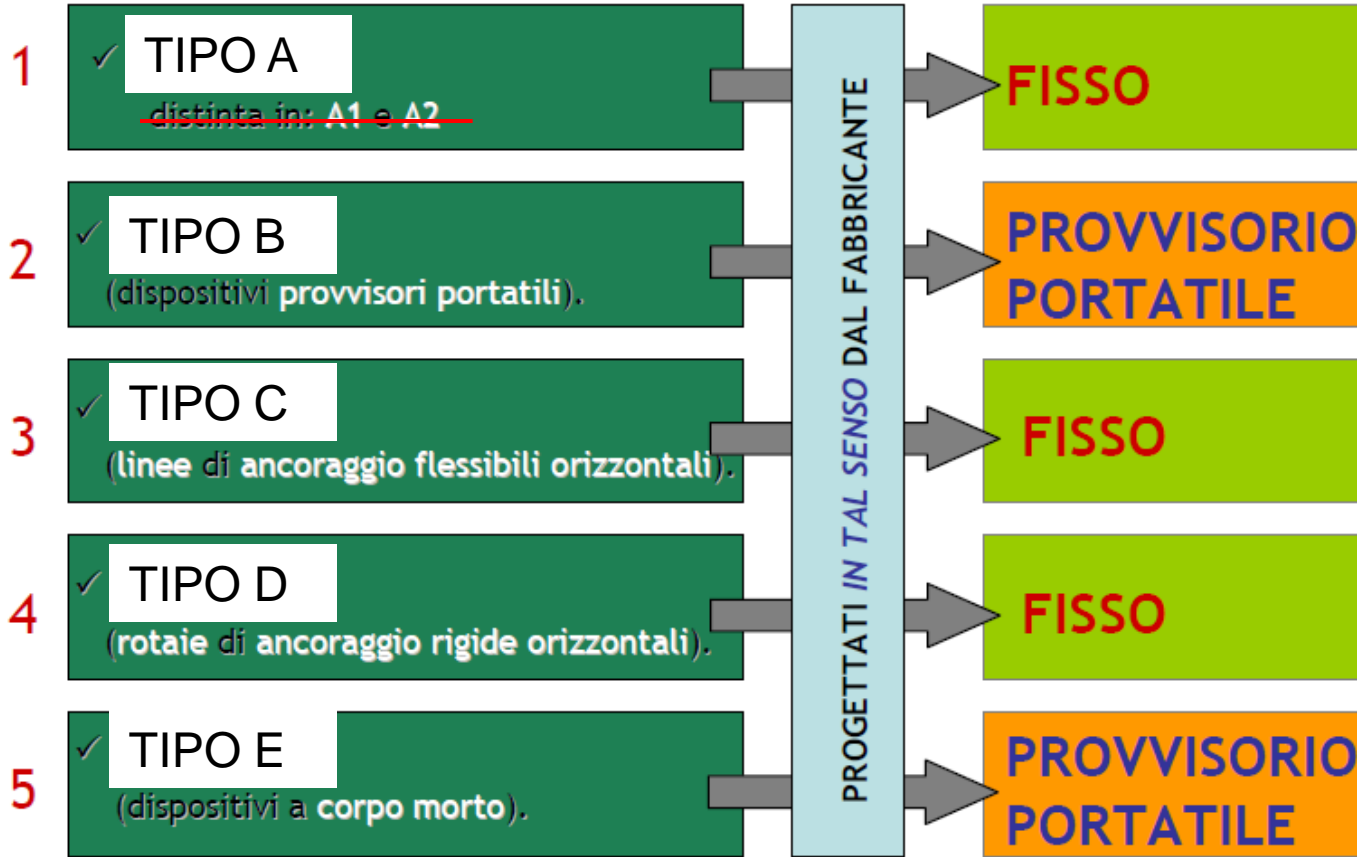 1
✓ TIPO A
distinta in: A1 e A2
FISSO
2
✓ TIPO B
(dispositivi provvisori portatili).
PROVVISORIO
PORTATILE
3
✓ TIPO C
(linee di ancoraggio flessibili orizzontali).
FISSO
4
✓ TIPO D
(rotaie di ancoraggio rigide orizzontali).
FISSO
5
✓ TIPO E
(dispositivi a corpo morto).
PROVVISORIO
PORTATILE
PROGETTATI IN TAL SENSO DAL FABBRICANTE